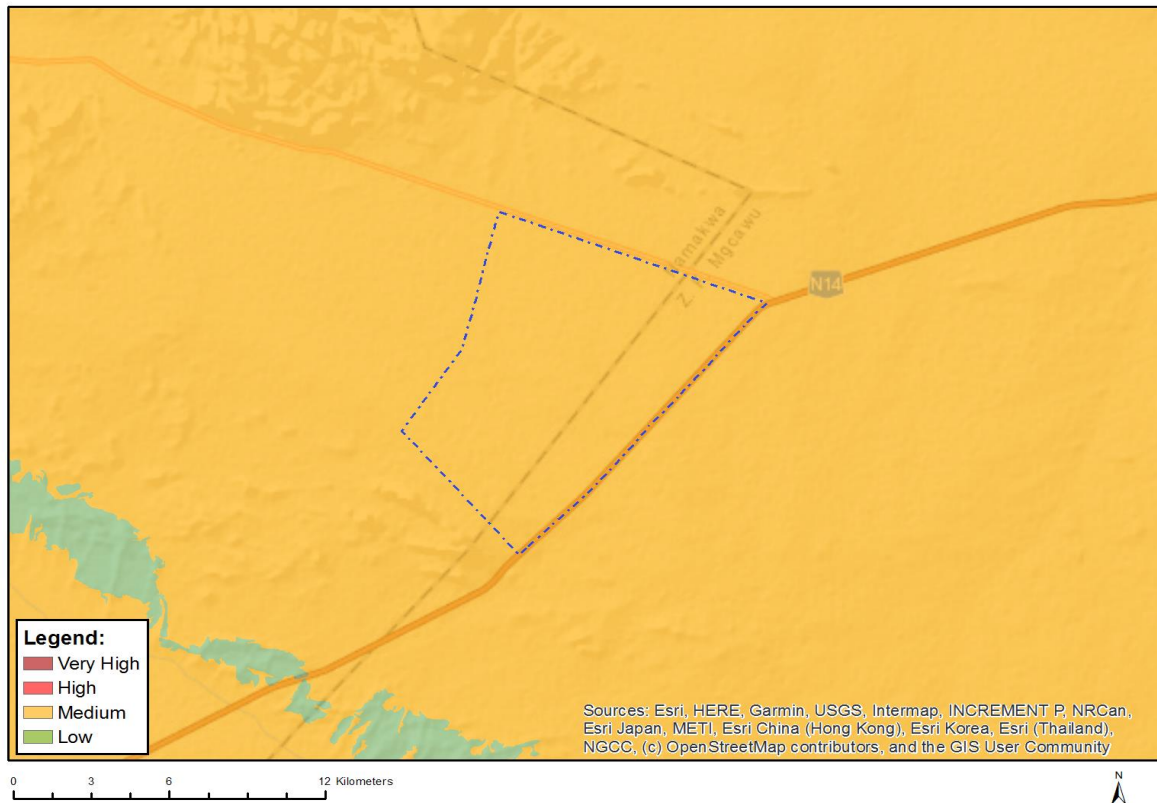 Namakwa
Z. F Mgcawu
N14
Legend:
Very High
High
Medium
Low
Sources: Esri, HERE, Garmin, USGS, Intermap, INCREMENT P, NRCan,
Esri Japan, METI, Esri China (Hong Kong), Esri Korea, Esri (Thailand),
NGCC, (c) OpenStreetMap contributors, and the GIS User Community
0 3 6 12 Kilometers
N